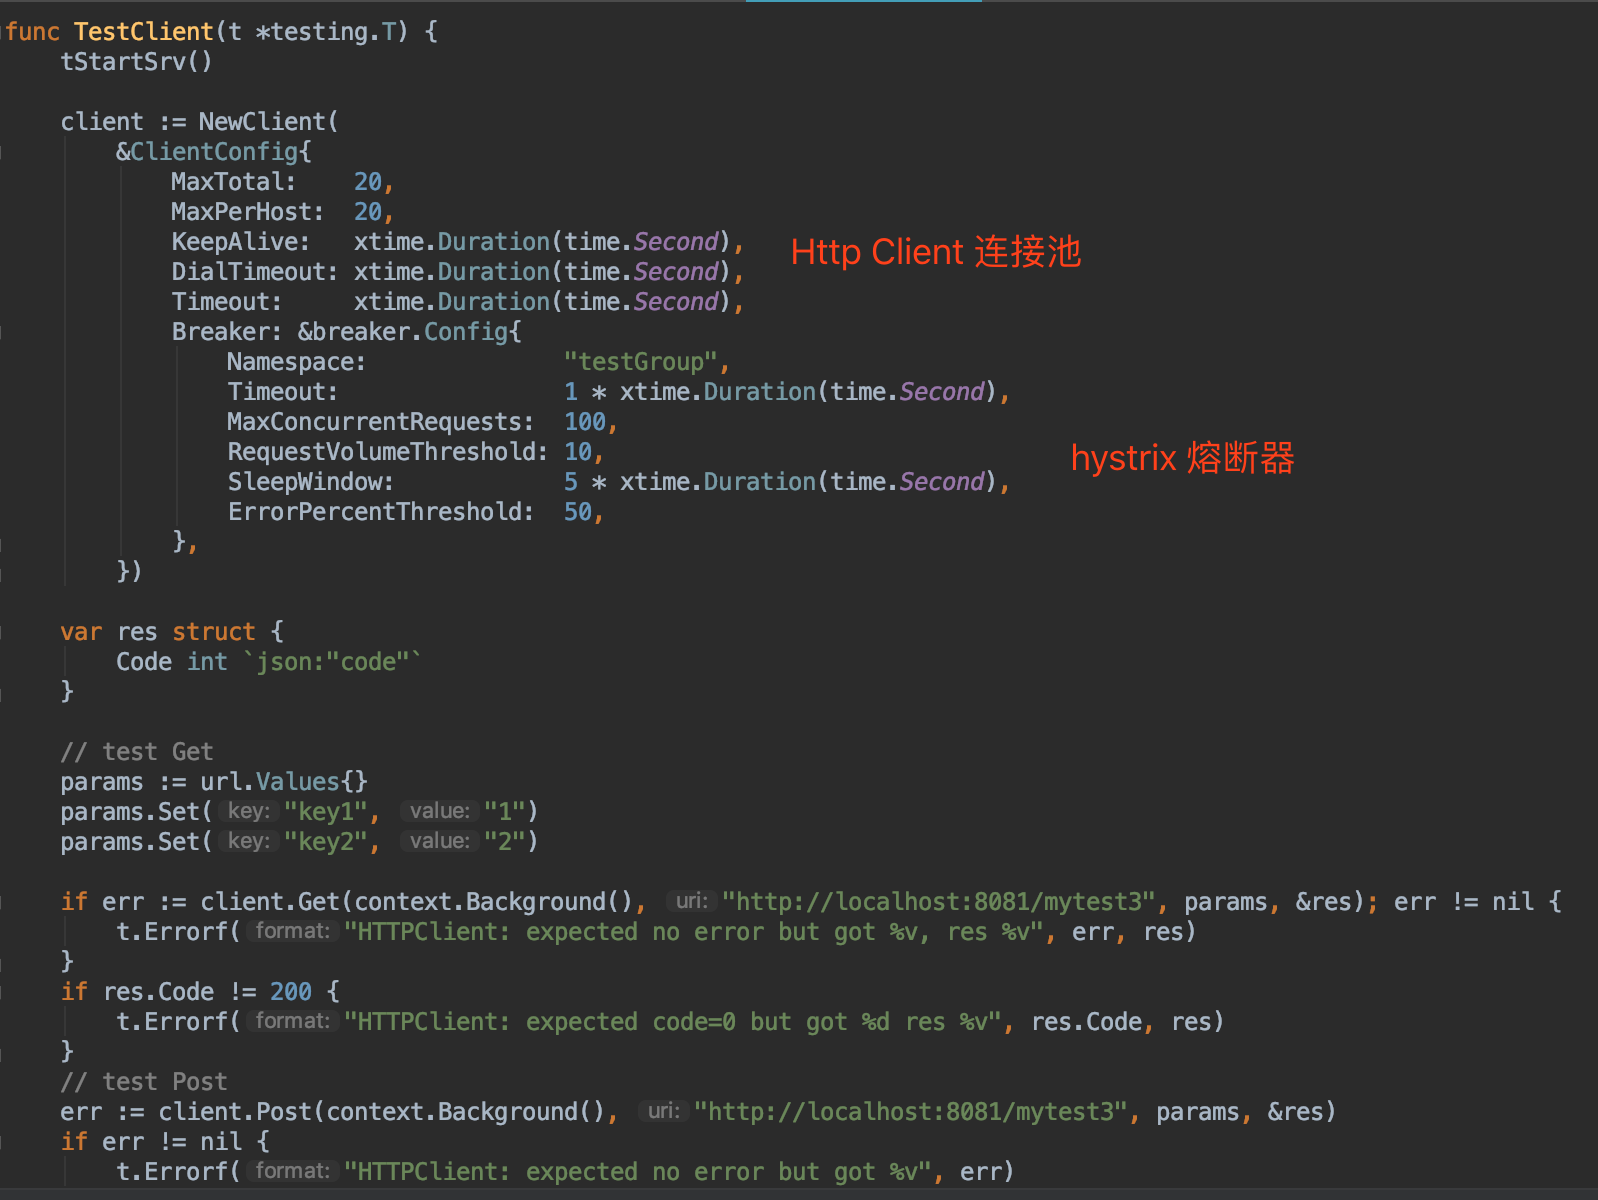 func TestClient(t *testing.T) {
    tStartSrv()

    client := NewClient(
        &ClientConfig{
            MaxTotal:    20,
            MaxPerHost:  20,
            KeepAlive:   xtime.Duration(time.Second),
            DialTimeout: xtime.Duration(time.Second),
Http Client 连接池
            Timeout:     xtime.Duration(time.Second),
            Breaker: &breaker.Config{
                Namespace:              "testGroup",
                Timeout:                1 * xtime.Duration(time.Second),
                MaxConcurrentRequests:  100,
                RequestVolumeThreshold: 10,
hystrix 熔断器
                SleepWindow:            5 * xtime.Duration(time.Second),
                ErrorPercentThreshold:  50,
            },
        })

    var res struct {
        Code int `json:"code"`
    }

    // test Get
    params := url.Values{}
    params.Set( key: "key1", value: "1")
    params.Set( key: "key2", value: "2")

    if err := client.Get(context.Background(), uri: "http://localhost:8081/mytest3", params, &res); err != nil {
        t.Errorf( format: "HTTPClient: expected no error but got %v, res %v", err, res)
    }
    if res.Code != 200 {
        t.Errorf( format: "HTTPClient: expected code=0 but got %d res %v", res.Code, res)
    }
    // test Post
    err := client.Post(context.Background(), uri: "http://localhost:8081/mytest3", params, &res)
    if err != nil {
        t.Errorf( format: "HTTPClient: expected no error but got %v", err)